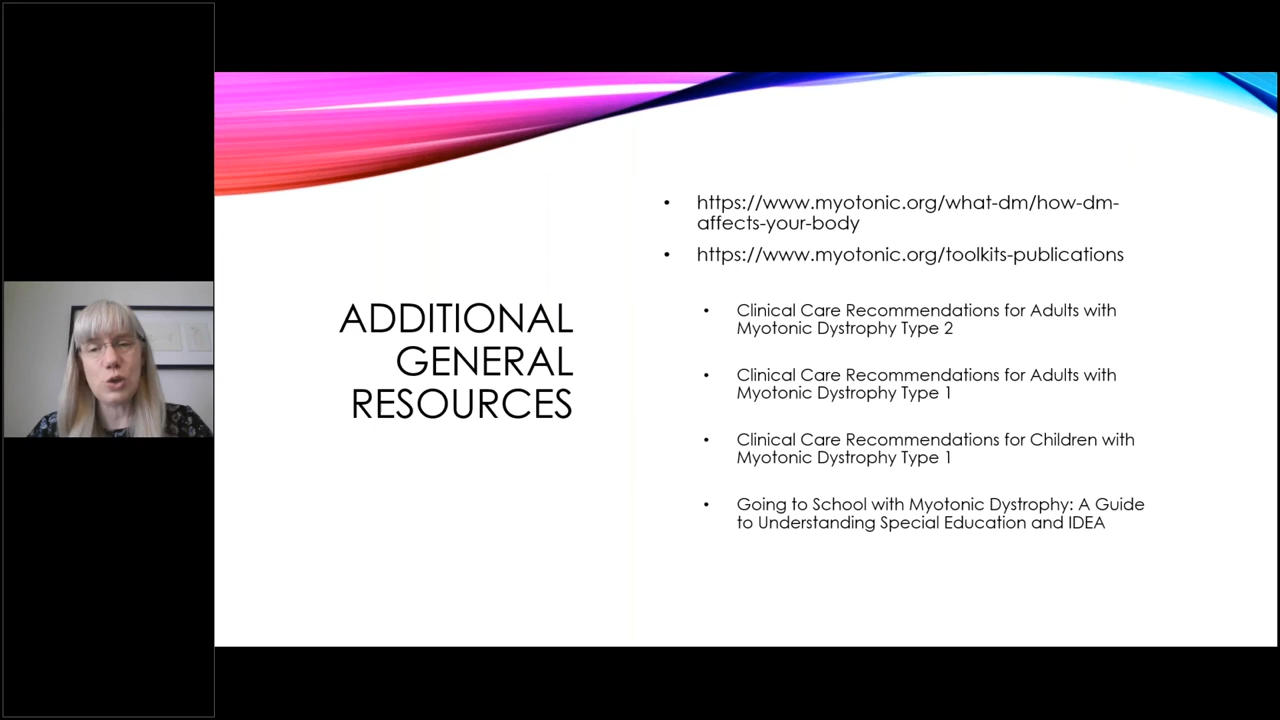 ADDITIONAL
GENERAL
RESOURCES
• https://www.myotonic.org/what-dm/how-dm-
affects-your-body
• https://www.myotonic.org/toolkits-publications
• Clinical Care Recommendations for Adults with
Myotonic Dystrophy Type 2
• Clinical Care Recommendations for Adults with
Myotonic Dystrophy Type 1
• Clinical Care Recommendations for Children with
Myotonic Dystrophy Type 1
• Going to School with Myotonic Dystrophy: A Guide
to Understanding Special Education and IDEA